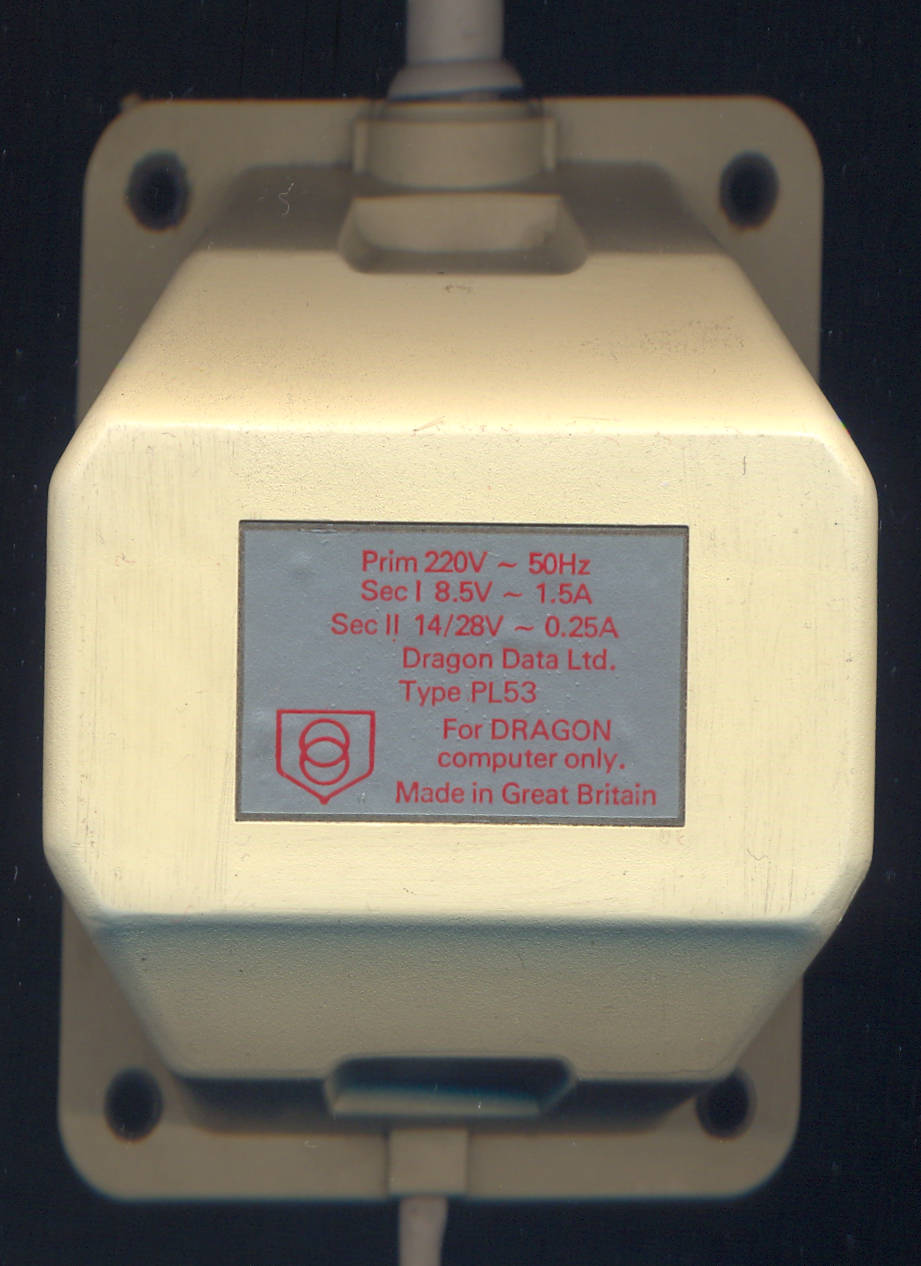 Prim 220V ~ 50Hz
Sec I 8.5V ~ 1.5A
Sec II 14/28V ~ 0.25A
Dragon Data Ltd.
Type PL53
For DRAGON
computer only.
Made in Great Britain